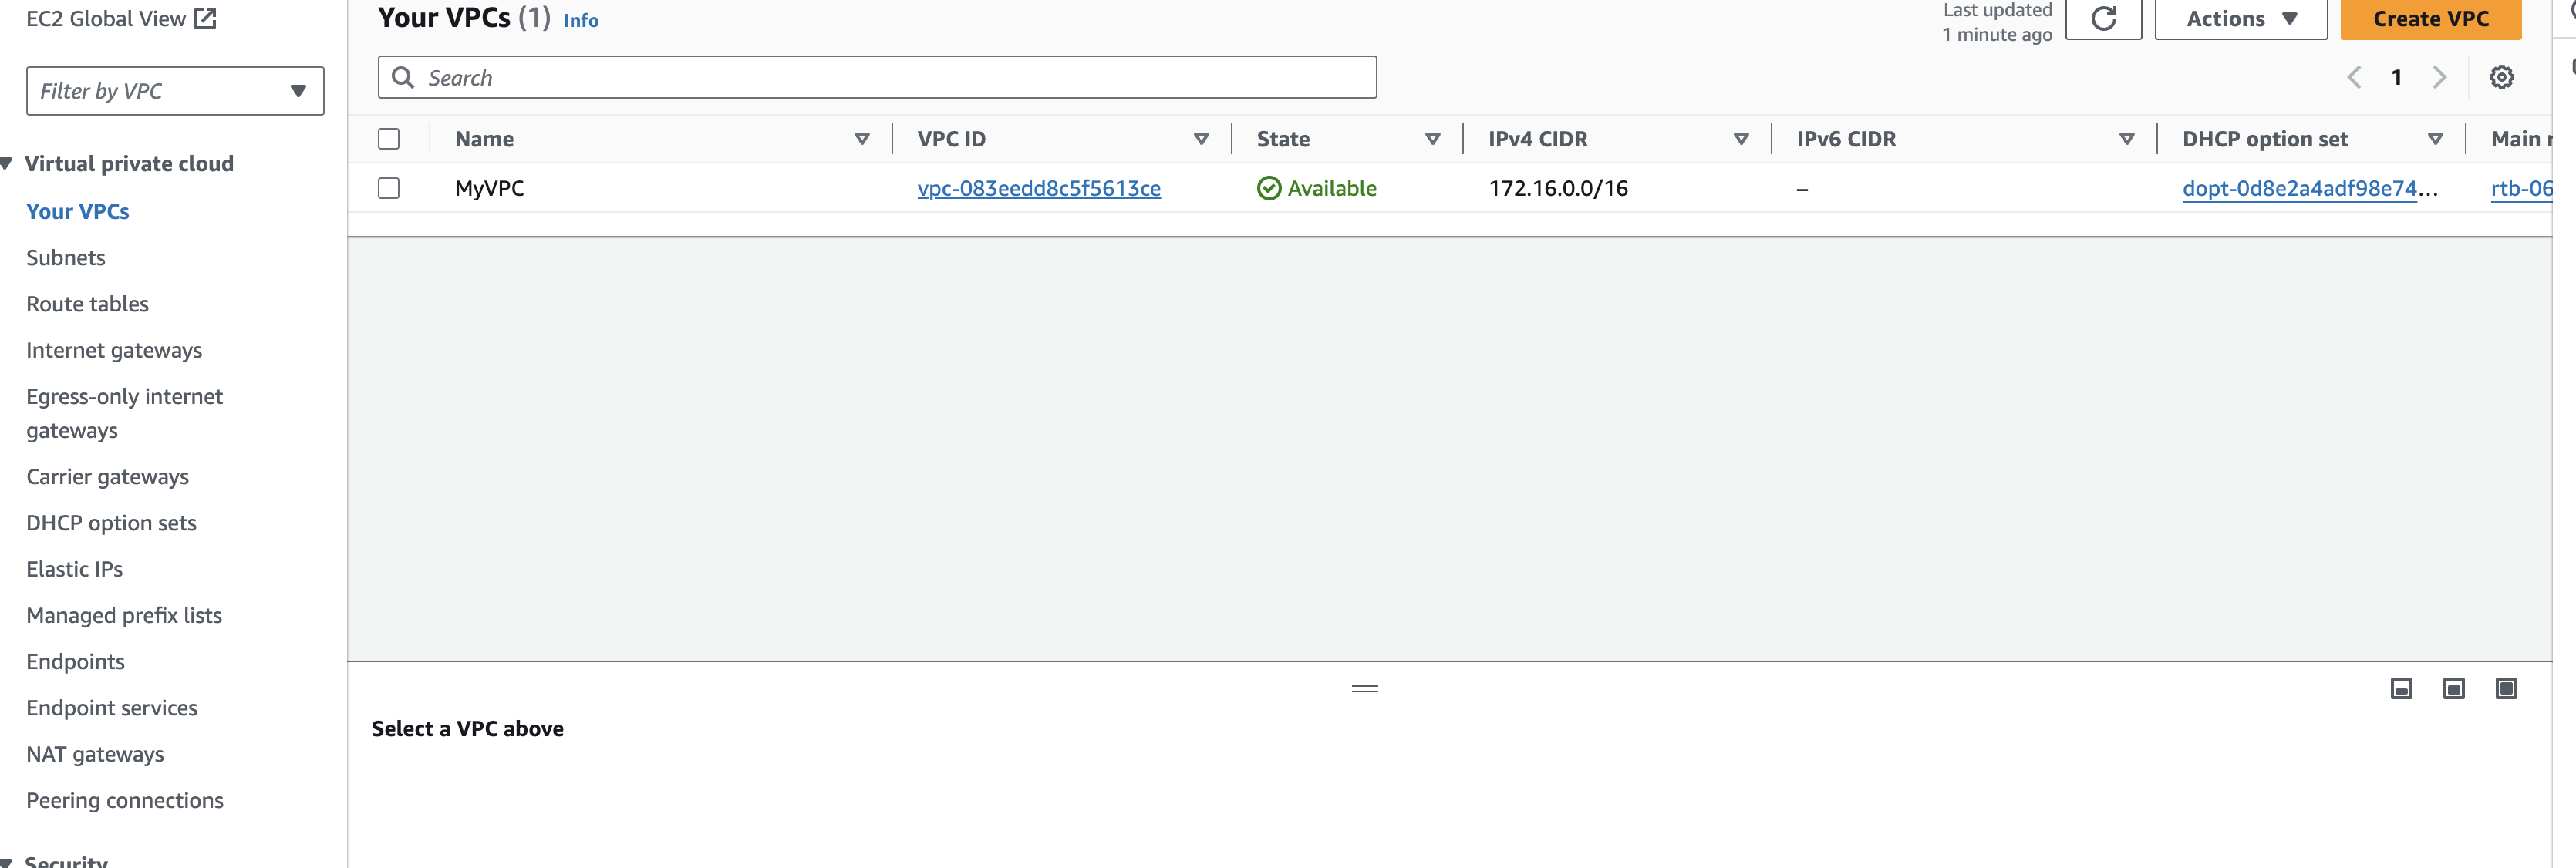 EC2 Global View
Filter by VPC
Virtual private cloud
Your VPCs
Subnets
Route tables
Internet gateways
Egress-only internet
gateways
Carrier gateways
DHCP option sets
Elastic IPs
Managed prefix lists
Endpoints
Endpoint services
NAT gateways
Peering connections
Security
Your VPCs (1) Info
Last updated
1 minute ago
Actions
Create VPC
Search
1
Name VPC ID State IPv4 CIDR IPv6 CIDR DHCP option set Main r
MyVPC vpc-083eedd8c5f5613ce Available 172.16.0.0/16 – dopt-0d8e2a4adf98e74... rtb-06
Select a VPC above